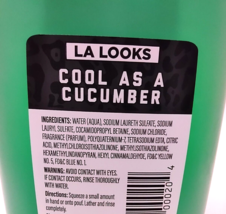 LA LOOKS
COOL AS A
CUCUMBER
INGREDIENTS: WATER (AQUA), SODIUM LAURETH SULFATE, SODIUM
LAURYL SULFATE, COCAMIDOPROPYL BETAINE, SODIUM CHLORIDE,
FRAGRANCE (PARFUM), POLYQUATERNIUM-7, TETRASODIUM EDTA, CITRIC
ACID, METHYLCHLOROISOTHIAZOLINONE, METHYLISOTHIAZOLINONE,
HEXAMETHYLINDANOPYRAN, HEXYL CINNAMALDEHYDE, FD&C YELLOW
NO. 5, FD&C BLUE NO. 1.
WARNING: AVOID CONTACT WITH EYES.
IF CONTACT OCCURS, RINSE THOROUGHLY
WITH WATER.
Directions: Squeeze a small amount
in hand or onto pouf. Lather and rinse
completely.